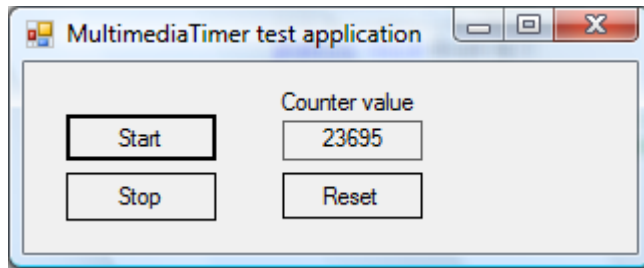 MultimediaTimer test application
Counter value
Start
23695
Stop
Reset